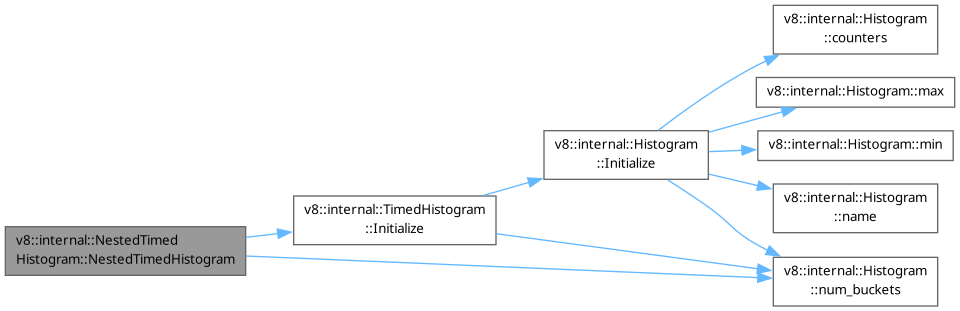 v8::internal::NestedTimed
Histogram::NestedTimedHistogram
v8::internal::TimedHistogram
::Initialize
v8::internal::Histogram
::Initialize
v8::internal::Histogram
::counters
v8::internal::Histogram::max
v8::internal::Histogram::min
v8::internal::Histogram
::name
v8::internal::Histogram
::num_buckets